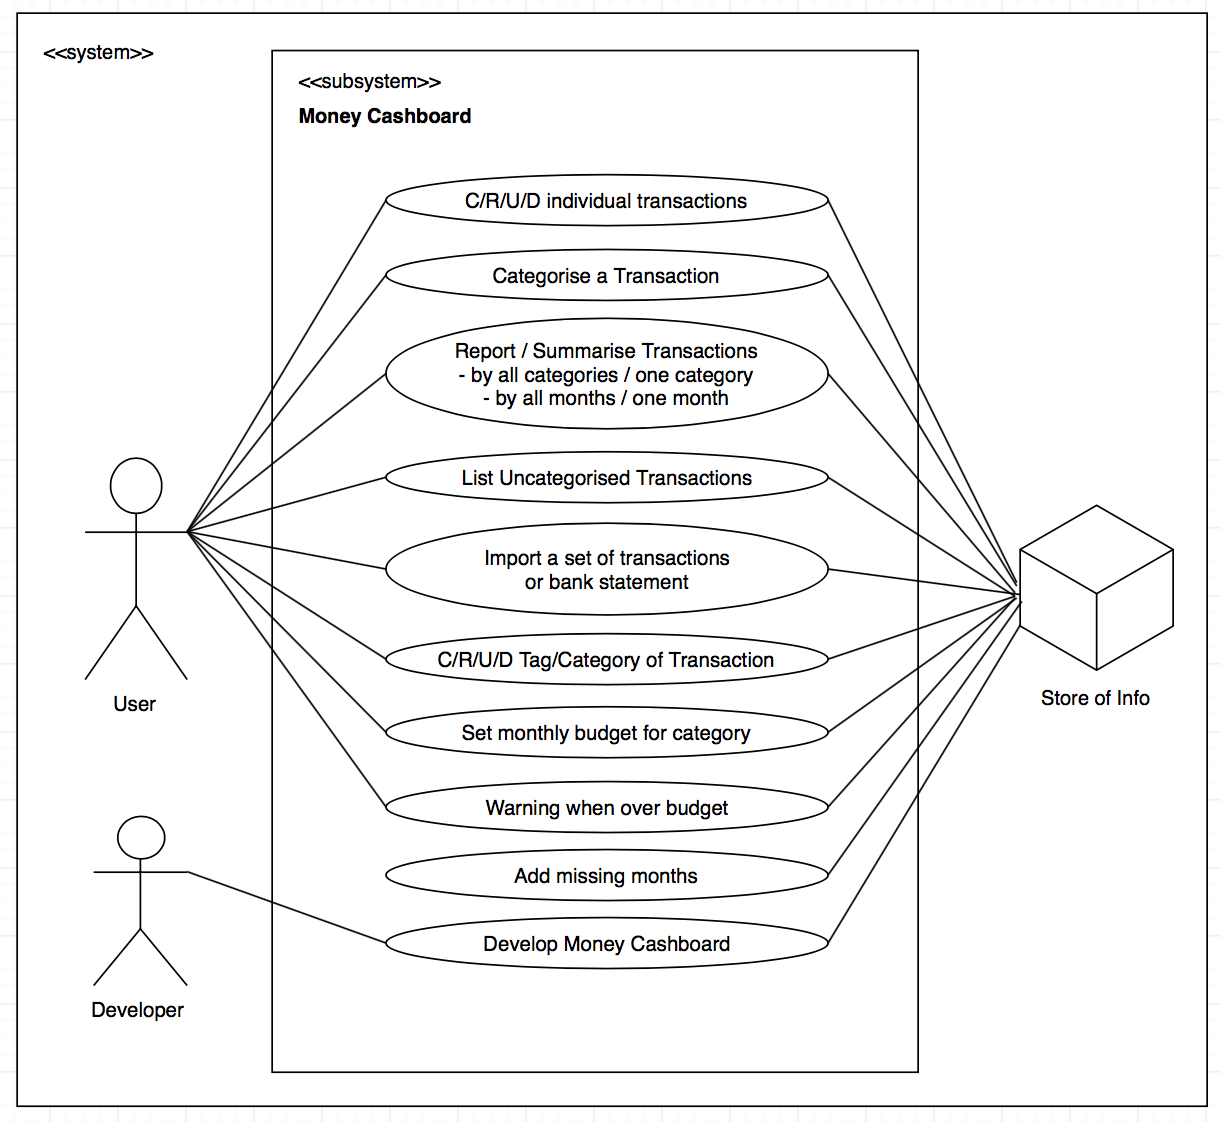 <<system>>
<<subsystem>>
Money Cashboard
C/R/U/D individual transactions
Categorise a Transaction
Report / Summarise Transactions
- by all categories / one category
- by all months / one month
List Uncategorised Transactions
Import a set of transactions
or bank statement
C/R/U/D Tag/Category of Transaction
Set monthly budget for category
Warning when over budget
Add missing months
Develop Money Cashboard
User
Developer
Store of Info